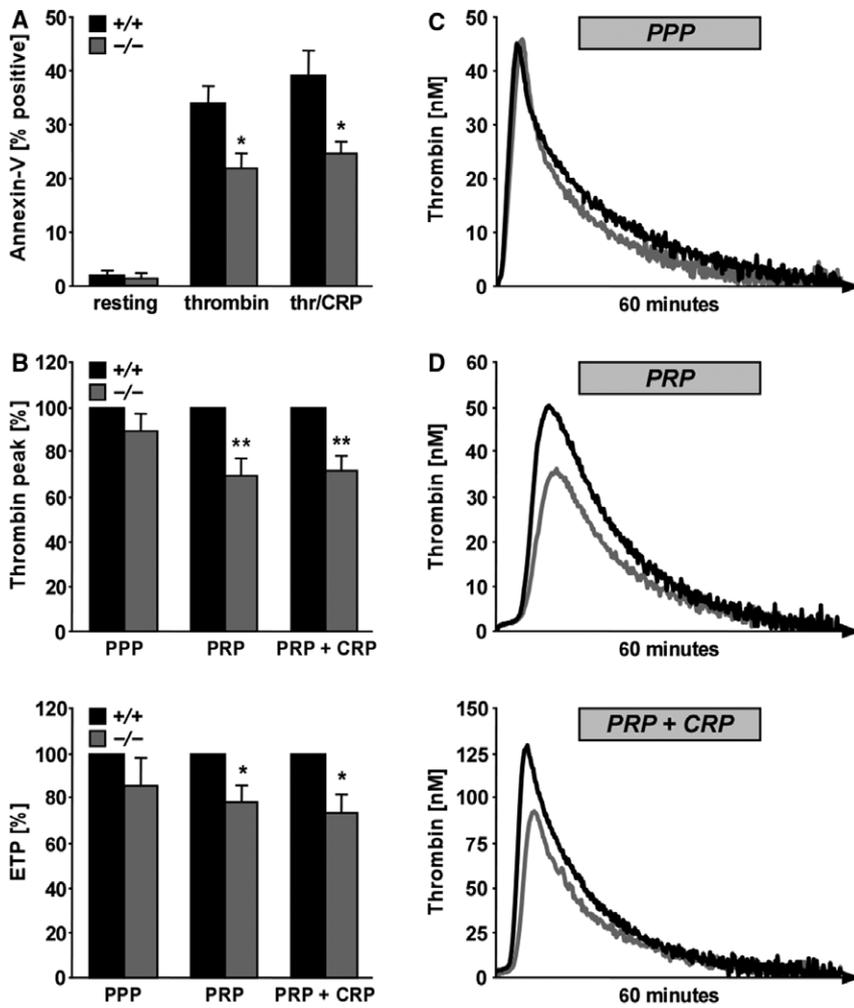 A
50
40
30
20
10
0
Annexin-V [% positive]
+/+
−/−
*
*
resting
thrombin
thr/CRP
B
120
100
80
60
40
20
0
Thrombin peak [%]
+/+
−/−
**
**
PPP
PRP
PRP + CRP
120
100
80
60
40
20
0
ETP [%]
+/+
−/−
*
*
PPP
PRP
PRP + CRP
C
50
40
30
20
10
0
Thrombin [nM]
PPP
60 minutes
D
60
50
40
30
20
10
0
Thrombin [nM]
PRP
60 minutes
150
125
100
75
50
25
0
Thrombin [nM]
PRP + CRP
60 minutes